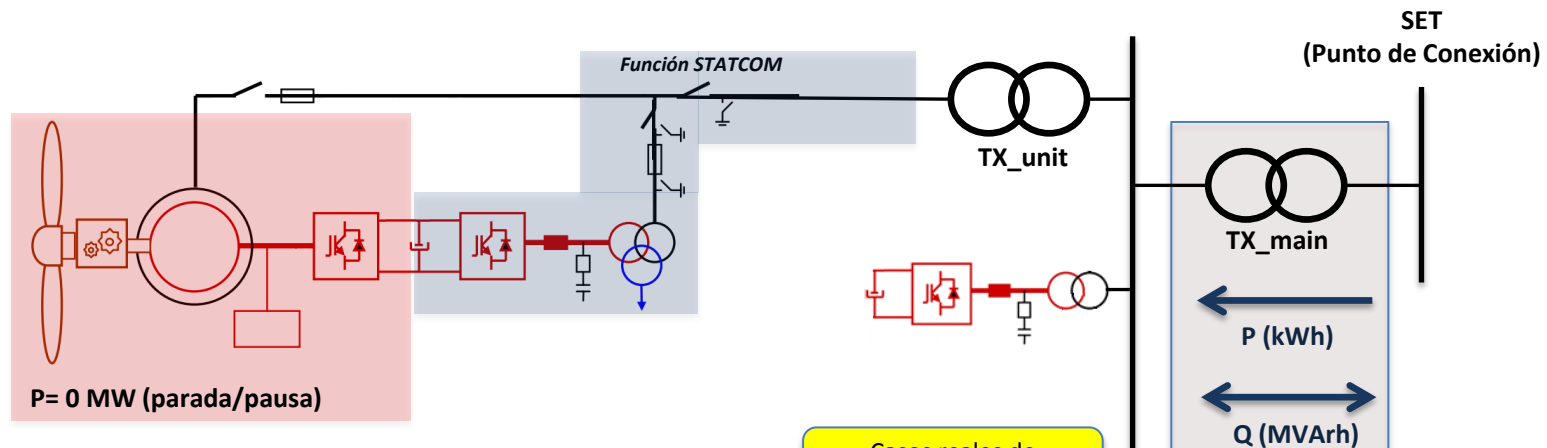 SET
(Punto de Conexión)
Función STATCOM
TX_unit
TX_main
P (kWh)
P= 0 MW (parada/pausa)
Q (MVArh)
Casos reales de